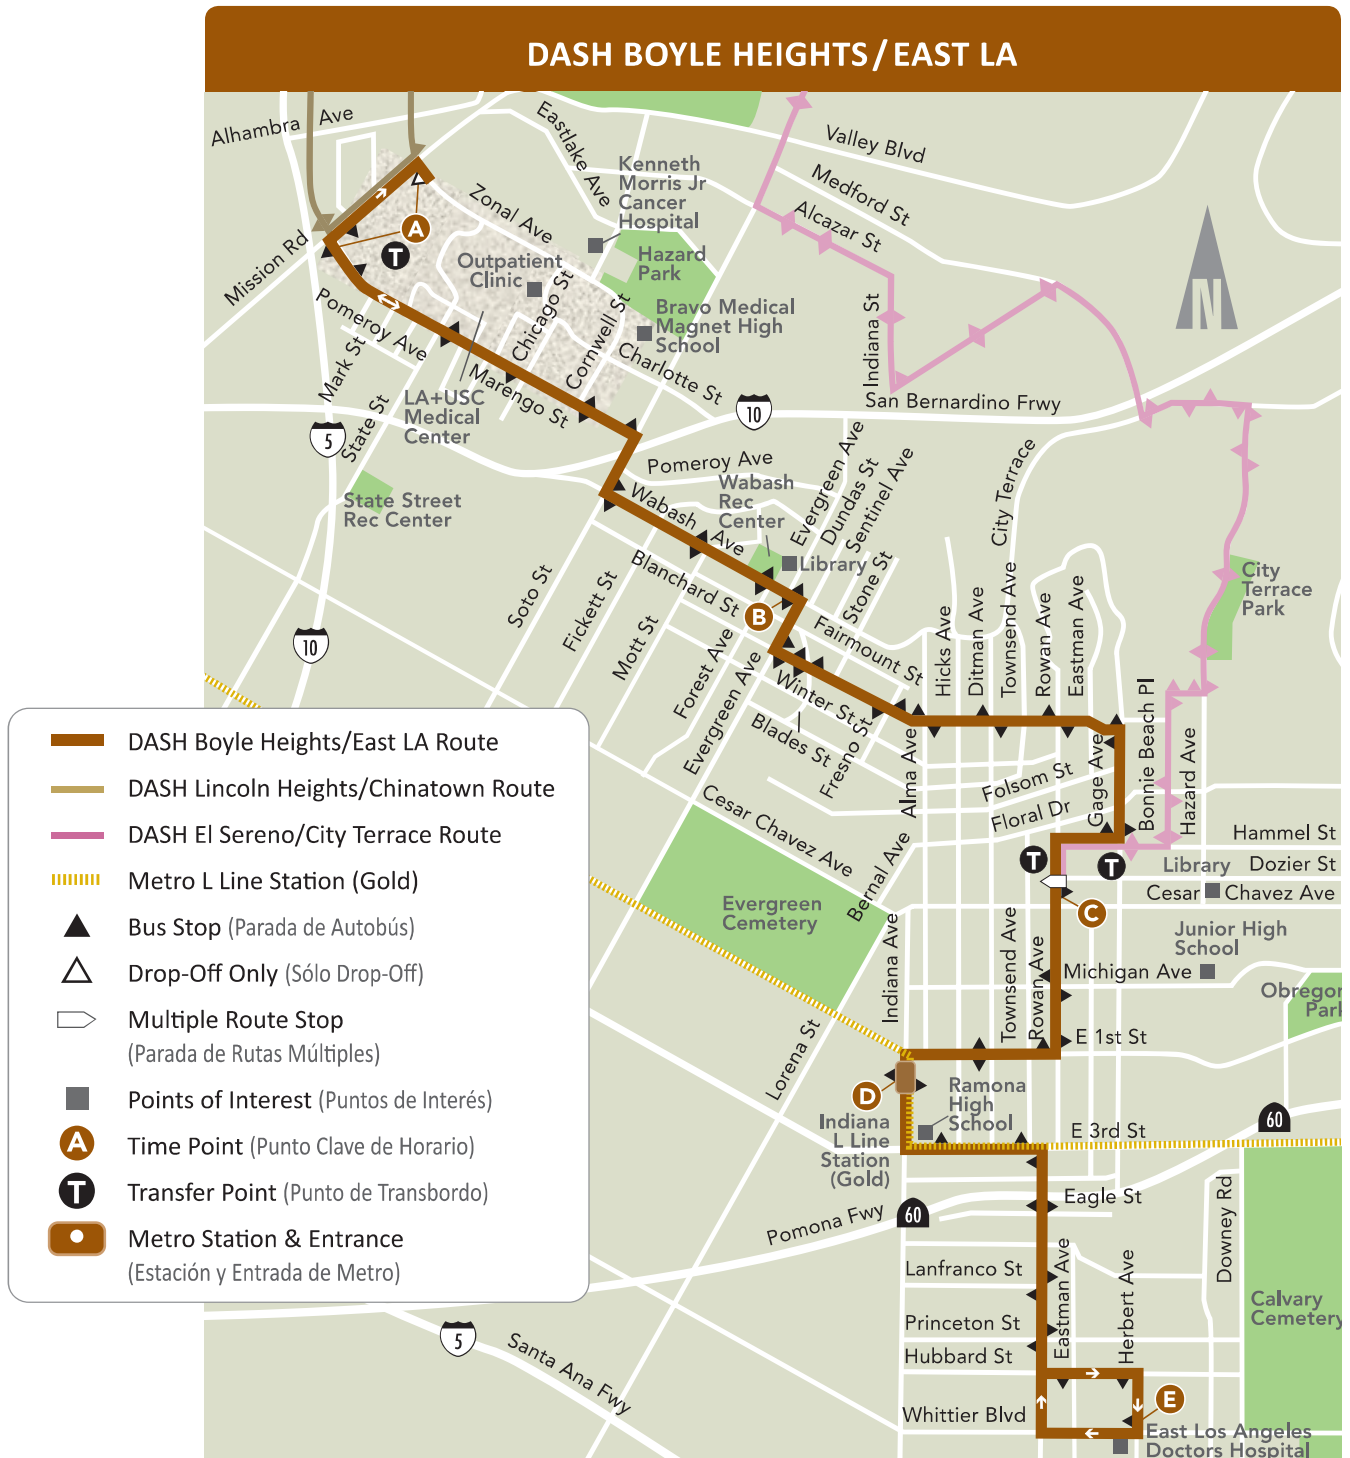 DASH BOYLE HEIGHTS/EAST LA
Alhambra Ave
Eastlake Ave
Valley Blvd
Kenneth
Morris Jr
Cancer
Hospital
Medford St
Zonal Ave
Alcazar St
A
T
Mission Rd
Outpatient
Clinic
Hazard
Park
N
Pomeroy Ave
Chicago St
Cornwell St
Bravo Medical
Magnet High
School
Indiana St
Mark St
Charlotte St
Marengo St
LA+USC
Medical
Center
San Bernardino Frwy
10
5
State St
Pomeroy Ave
Evergreen Ave
Dundas St
Sentinel Ave
City Terrace
State Street
Rec Center
Wabash Ave
Wabash
Rec
Center
Library
Blanchard St
Stone St
City
Terrace
Park
Soto St
Fickett St
Mott St
B
Fairmount St
10
Forest Ave
Evergreen Ave
Winter St
Blades St
Fresno St
Hicks Ave
Ditman Ave
Townsend Ave
Rowan Ave
Eastman Ave
Bonnie Beach Pl
Hazard Ave
Alma Ave
Folsom St
Floral Dr
Gage Ave
Cesar Chavez Ave
Hammel St
T
T
Library
Dozier St
Bernal Ave
Cesar Chavez Ave
Evergreen
Cemetery
C
Indiana Ave
Townsend Ave
Rowan Ave
Junior High
School
Michigan Ave
Obregon
Park
Lorena St
E 1st St
D
Ramona
High
School
Indiana
L Line
Station
(Gold)
E 3rd St
60
Pomona Fwy
60
Eagle St
Downey Rd
Lanfranco St
Eastman Ave
Herbert Ave
Calvary
Cemetery
Princeton St
Hubbard St
5
Santa Ana Fwy
Whittier Blvd
E
East Los Angeles
Doctors Hospital
DASH Boyle Heights/East LA Route
DASH Lincoln Heights/Chinatown Route
DASH El Sereno/City Terrace Route
Metro L Line Station (Gold)
Bus Stop (Parada de Autobús)
Drop-Off Only (Sólo Drop-Off)
Multiple Route Stop
(Parada de Rutas Múltiples)
Points of Interest (Puntos de Interés)
A Time Point (Punto Clave de Horario)
T Transfer Point (Punto de Transbordo)
Metro Station & Entrance
(Estación y Entrada de Metro)